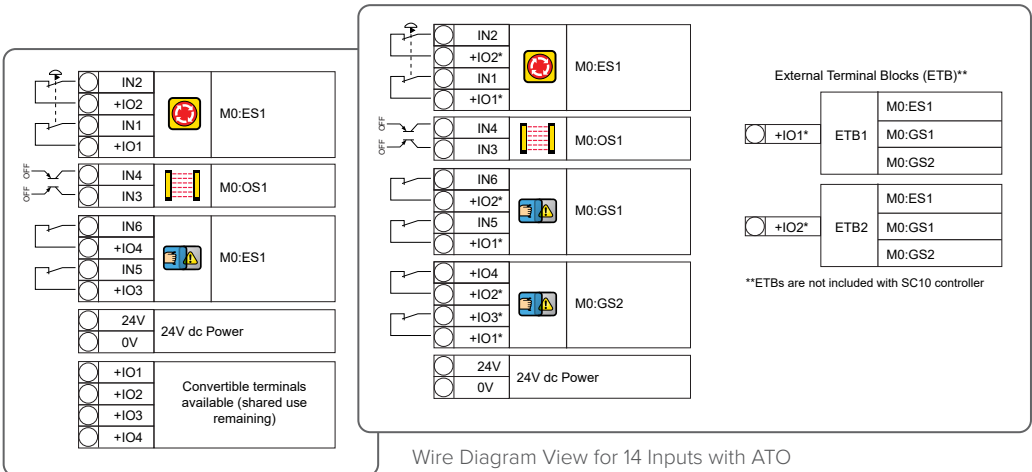 IN2
+IO2
IN1
+IO1
M0:ES1
OFF
OFF
IN4
IN3
M0:OS1
IN6
+IO4
IN5
+IO3
M0:ES1
24V
0V
24V dc Power
+IO1
+IO2
+IO3
+IO4
Convertible terminals
available (shared use
remaining)
IN2
+IO2*
IN1
+IO1*
M0:ES1
OFF
OFF
IN4
IN3
M0:OS1
IN6
+IO2*
IN5
+IO1*
M0:GS1
+IO4
+IO2*
+IO3*
+IO1*
M0:GS2
24V
0V
24V dc Power
External Terminal Blocks (ETB)**
+IO1*
ETB1
M0:ES1
M0:GS1
M0:GS2
+IO2*
ETB2
M0:ES1
M0:GS1
M0:GS2
**ETBs are not included with SC10 controller
Wire Diagram View for 14 Inputs with ATO